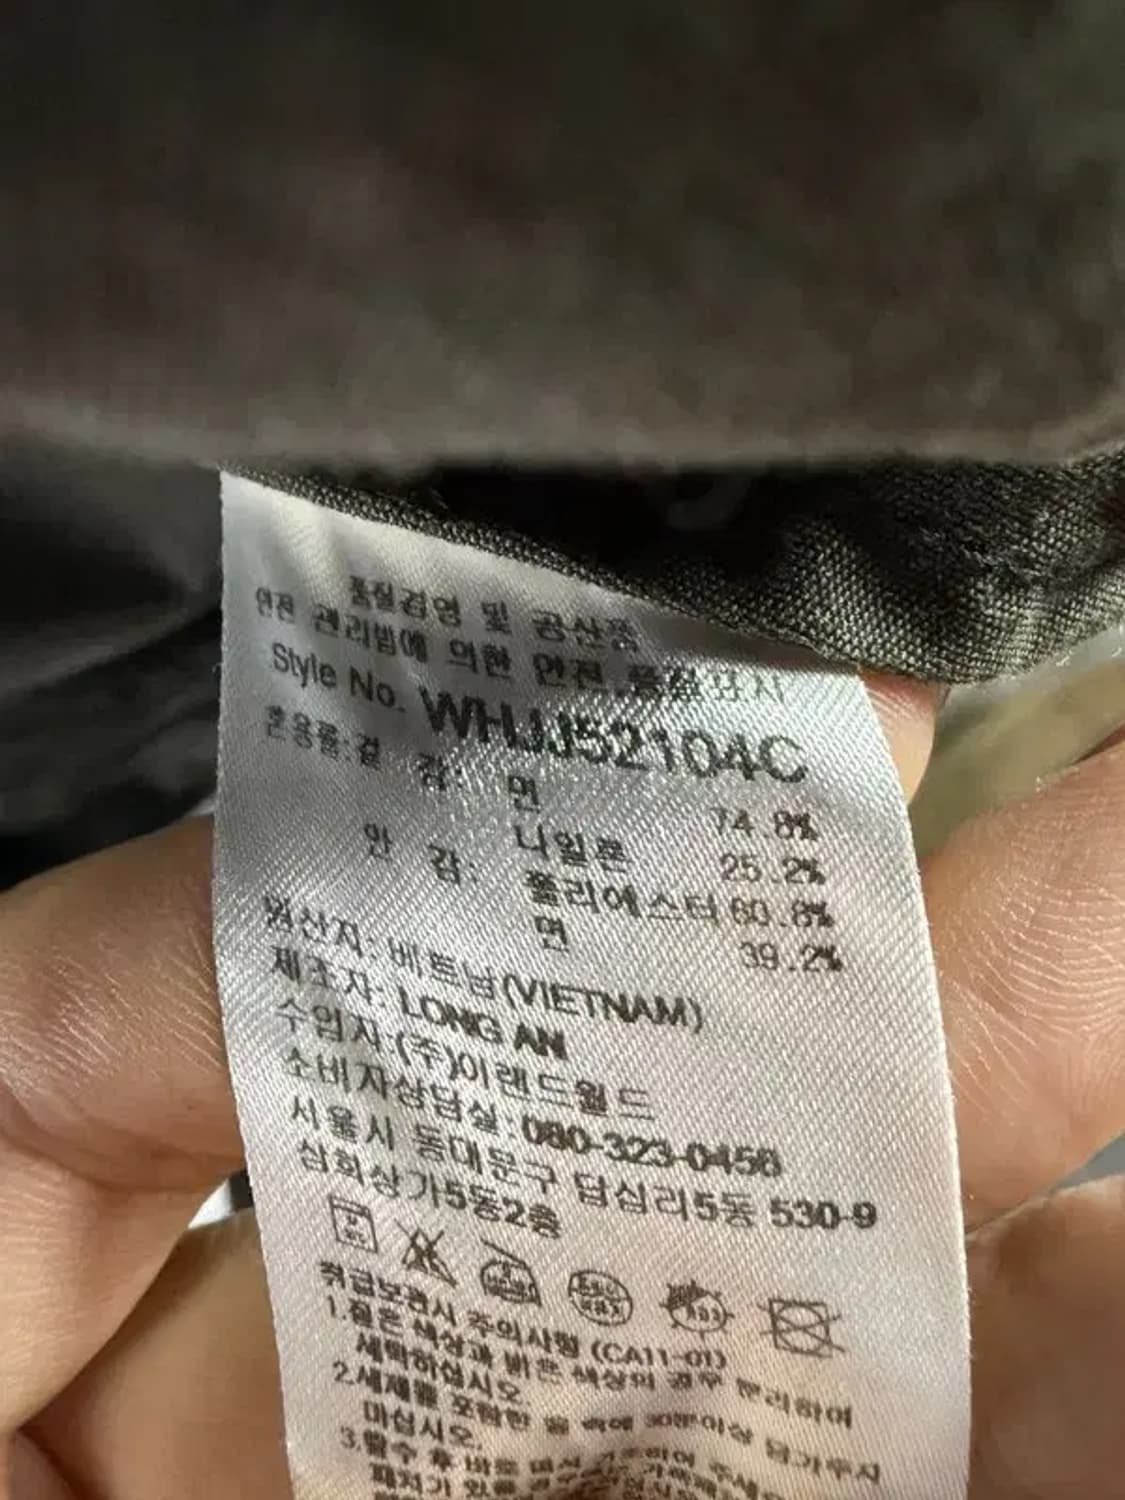 품질경영 및 공산품
안전 관리법에 의한 안전 품질표시
Style No. WHJJ52104C
혼용률:겉 감: 면 74.8%
나일론 25.2%
안 감: 폴리에스터 60.8%
면 39.2%
원산지: 베트남(VIETNAM)
제조자: LONG AN
수입자:(주)이랜드월드
소비자상담실: 080-323-0456
서울시 동대문구 답십리5동 530-9
삼희상가5동2층
취급보관시 주의사항 (CA11-01)
1.짙은 색상과 밝은 색상의 경우 분리하여
세탁하십시오.
2.세제를 포함한 물 속에 30분이상 담가두지
마십시오.
3.탈수 후 바로